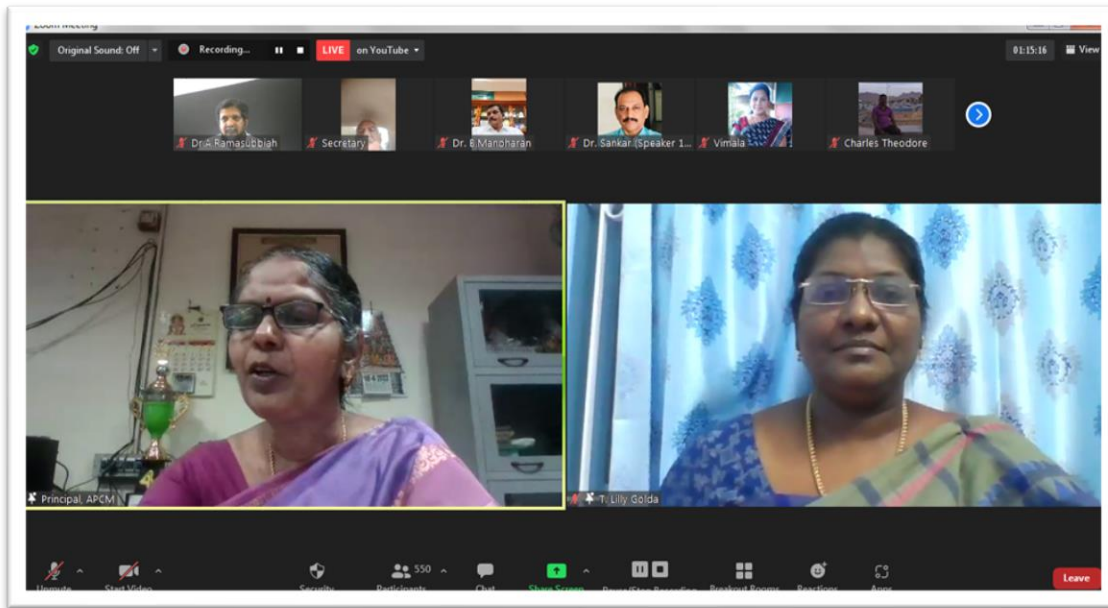 Zoom Meeting
Original Sound: Off
Recording...
LIVE on YouTube
01:15:16
View
Dr A Ramasubbiah
Secretary
Dr. B Manoharan
Dr. Sankar (Speaker 1...
Vimala
Charles Theodore
Principal, APCM
T. Lilly Golda
Unmute
Start Video
Security
Participants
550
Chat
Share Screen
Pause/Stop Recording
Breakout Rooms
Reactions
Apps
Leave